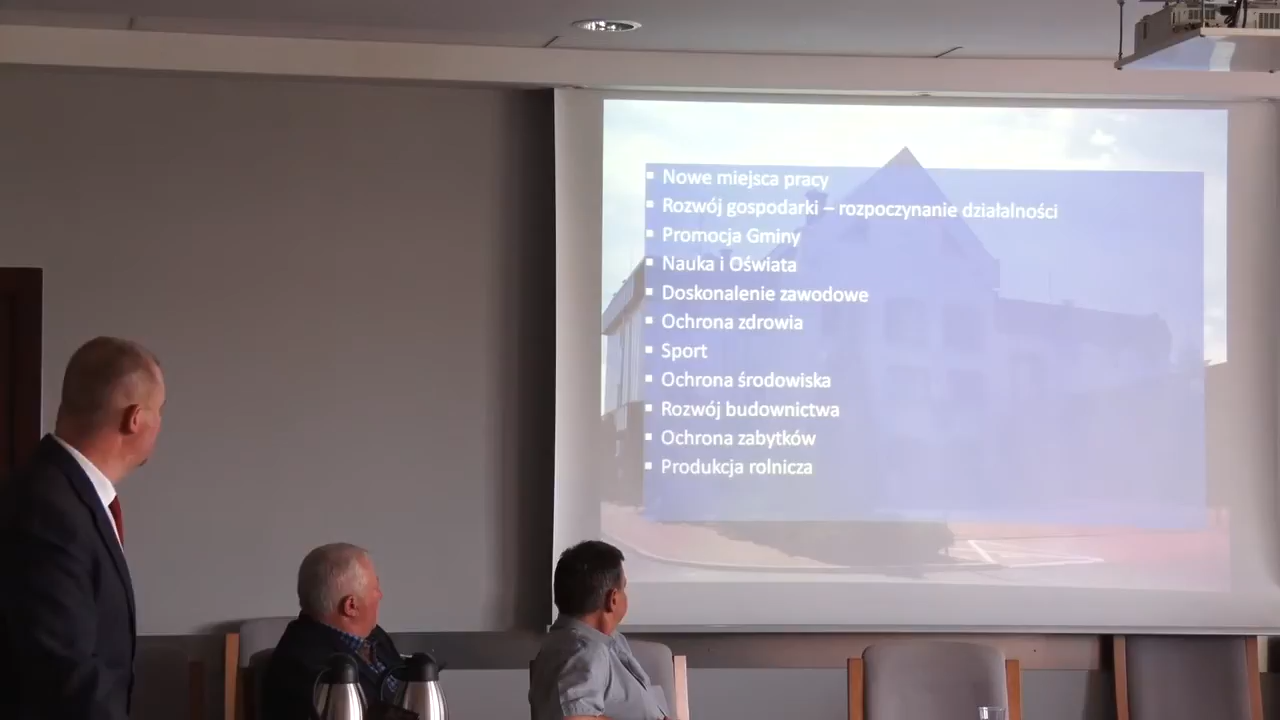 Nowe miejsca pracy
Rozwój gospodarki – rozpoczynanie działalności
Promocja Gminy
Nauka i Oświata
Doskonalenie zawodowe
Ochrona zdrowia
Sport
Ochrona środowiska
Rozwój budownictwa
Ochrona zabytków
Produkcja rolnicza